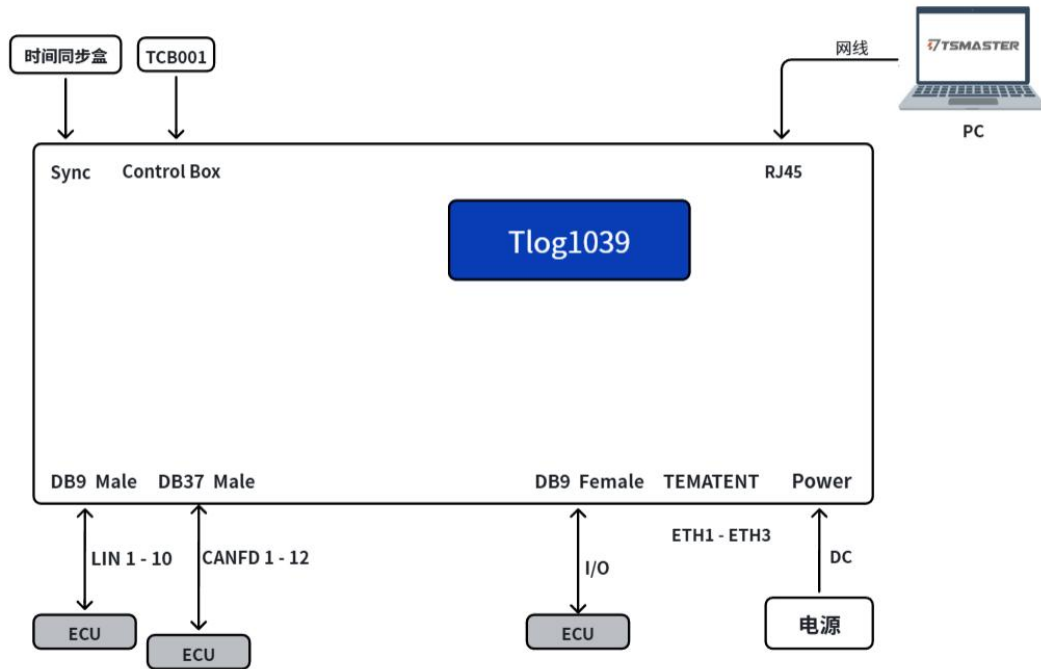 时间同步盒
TCB001
网线
TSMASTER
PC
Sync
Control Box
RJ45
Tlog1039
DB9 Male
DB37 Male
DB9 Female
TEMATENT
Power
LIN 1 - 10
CANFD 1 - 12
I/O
ETH1 - ETH3
DC
ECU
ECU
ECU
电源